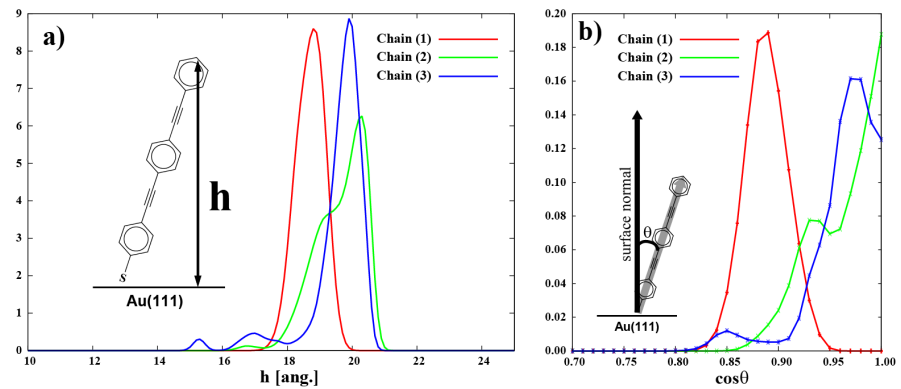 a)
9
8
7
6
5
4
3
2
1
0
Chain (1)
Chain (2)
Chain (3)
h
S
Au(111)
10 12 14 16 18 20 22 24
h [ang.]
b)
0.20
0.18
0.16
0.14
0.12
0.10
0.08
0.06
0.04
0.02
0.00
Chain (1)
Chain (2)
Chain (3)
surface normal
θ
Au(111)
0.70 0.75 0.80 0.85 0.90 0.95 1.00
cosθ